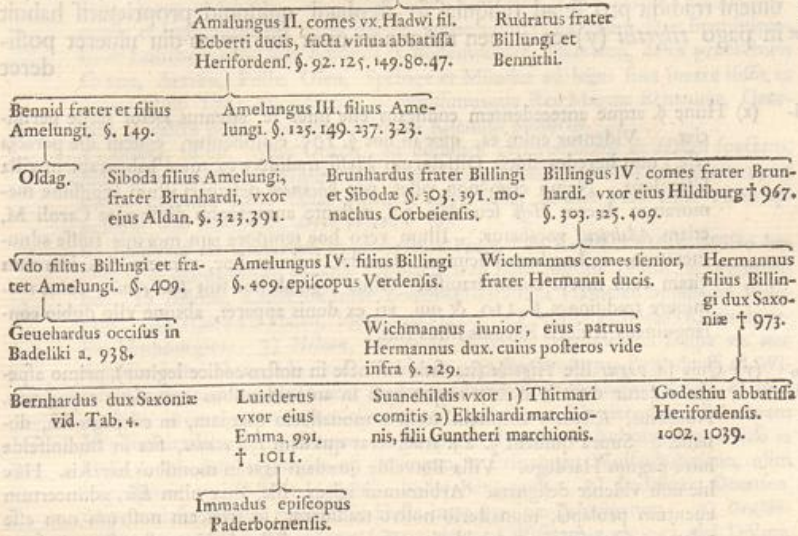 Amalungus II. comes vx. Hadwi fil.
Ecberti ducis, facta vidua abbatissa
Herifordens. §. 92. 125. 149. 80. 47.
Rudratus frater
Billungi et
Bennithi.
Bennid frater et filius
Amelungi. §. 149.
Amelungus III. filius Ame-
lungi. §. 125. 149. 237. 323.
Osdag.
Siboda filius Amelungi,
frater Brunhardi, vxor
eius Aldan. §. 323. 391.
Brunhardus frater Billingi
et Sibodæ §. 303. 391. mo-
nachus Corbeiensis.
Billingus IV. comes frater Brun-
hardi. vxor eius Hildiburg † 967.
§. 303. 325. 409.
Vdo filius Billingi et fra-
ter Amelungi. §. 409.
Amelungus IV. filius Billingi
§. 409. episcopus Verdensis.
Wichmannus comes senior,
frater Hermanni ducis.
Hermannus
filius Billin-
gi dux Saxo-
niæ † 973.
Geuehardus occisus in
Badeliki a. 938.
Wichmannus iunior, eius patruus
Hermannus dux. cuius posteros vide
infra §. 229.
Bernhardus dux Saxoniæ
vid. Tab. 4.
Luitderus
vxor eius
Emma. 991.
† 1011.
Suanehildis vxor 1) Thitmari
comitis 2) Ekkihardi marchio-
nis, filii Guntheri marchionis.
Godeshiu abbatissa
Herifordensis.
1002. 1039.
Immadus episcopus
Paderbornensis.